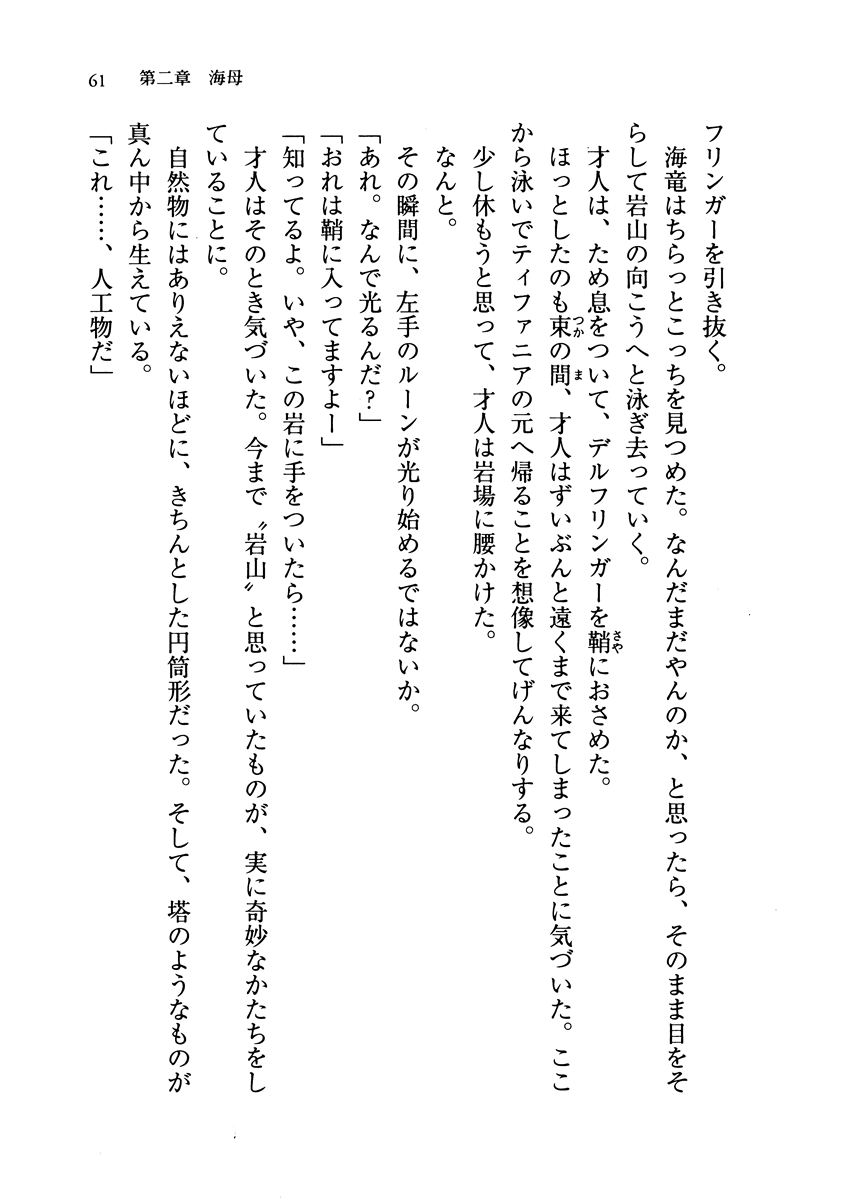 61 第二章 海母
フリンガーを引き抜く。
海竜はちらっとこっちを見つめた。なんだまだやんのか、と思ったら、そのまま目をそ
らして岩山の向こうへと泳ぎ去っていく。
才人は、ため息をついて、デルフリンガーを鞘におさめた。
さや
ほっとしたのも束の間、才人はずいぶんと遠くまで来てしまったことに気づいた。ここ
つか ま
から泳いでティファニアの元へ帰ることを想像してげんなりする。
少し休もうと思って、才人は岩場に腰かけた。
なんと。
その瞬間に、左手のルーンが光り始めるではないか。
「あれ。なんで光るんだ?」
「おれは鞘に入ってますよー」
「知ってるよ。いや、この岩に手をついたら……」
才人はそのとき気づいた。今まで〝岩山〟と思っていたものが、実に奇妙なかたちをし
ていることに。
自然物にはありえないほどに、きちんとした円筒形だった。そして、塔のようなものが
真ん中から生えている。
「これ……、人工物だ」